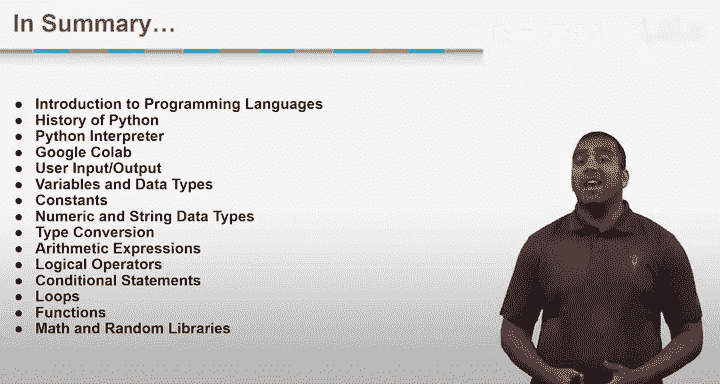 In Summary…
● Introduction to Programming Languages
● History of Python
● Python Interpreter
● Google Colab
● User Input/Output
● Variables and Data Types
● Constants
● Numeric and String Data Types
● Type Conversion
● Arithmetic Expressions
● Logical Operators
● Conditional Statements
● Loops
● Functions
● Math and Random Libraries